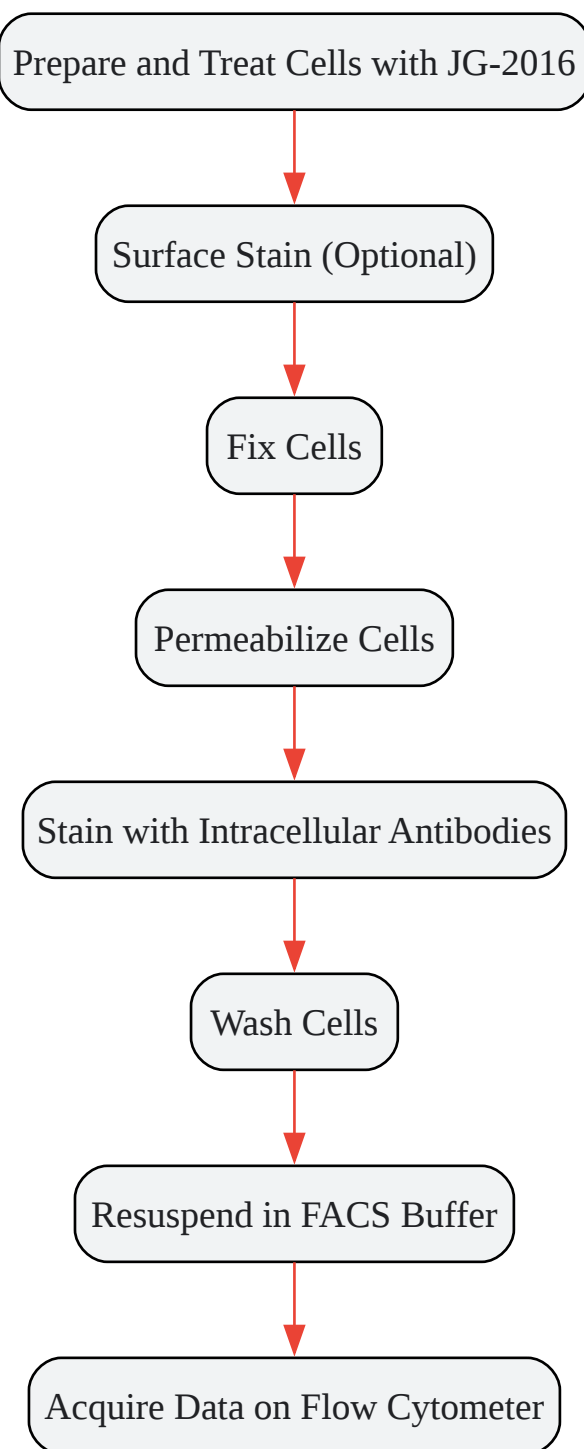 Prepare and Treat Cells with JG-2016
Surface Stain (Optional)
Fix Cells
Permeabilize Cells
Stain with Intracellular Antibodies
Wash Cells
Resuspend in FACS Buffer
Acquire Data on Flow Cytometer